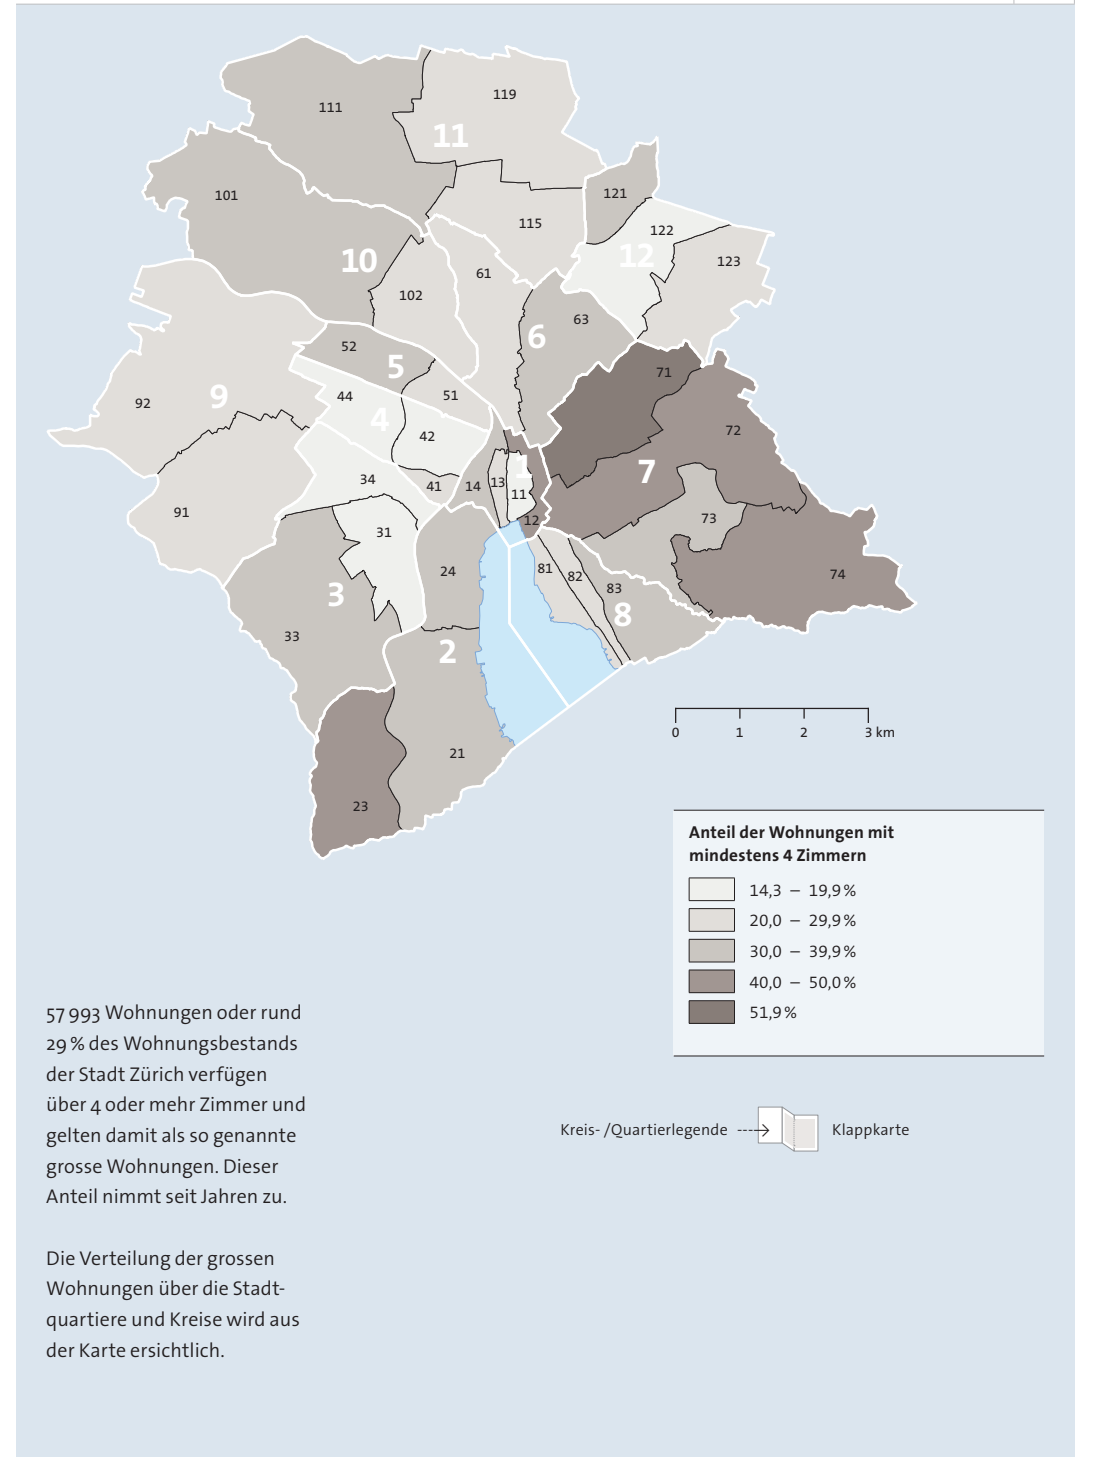 111
119
11
101
121
115
122
12
123
10
61
102
63
6
52
5
71
9
92
44
51
4
72
42
1
7
34
41
14
13
11
91
73
12
31
24
81
82
74
3
83
8
33
2
21
23
0 1 2 3 km
Anteil der Wohnungen mit
mindestens 4 Zimmern
14,3 – 19,9 %
20,0 – 29,9 %
30,0 – 39,9 %
40,0 – 50,0 %
51,9 %
57 993 Wohnungen oder rund
29 % des Wohnungsbestands
der Stadt Zürich verfügen
über 4 oder mehr Zimmer und
gelten damit als so genannte
grosse Wohnungen. Dieser
Anteil nimmt seit Jahren zu.
Die Verteilung der grossen
Wohnungen über die Stadt-
quartiere und Kreise wird aus
der Karte ersichtlich.
Kreis- /Quartierlegende Klappkarte